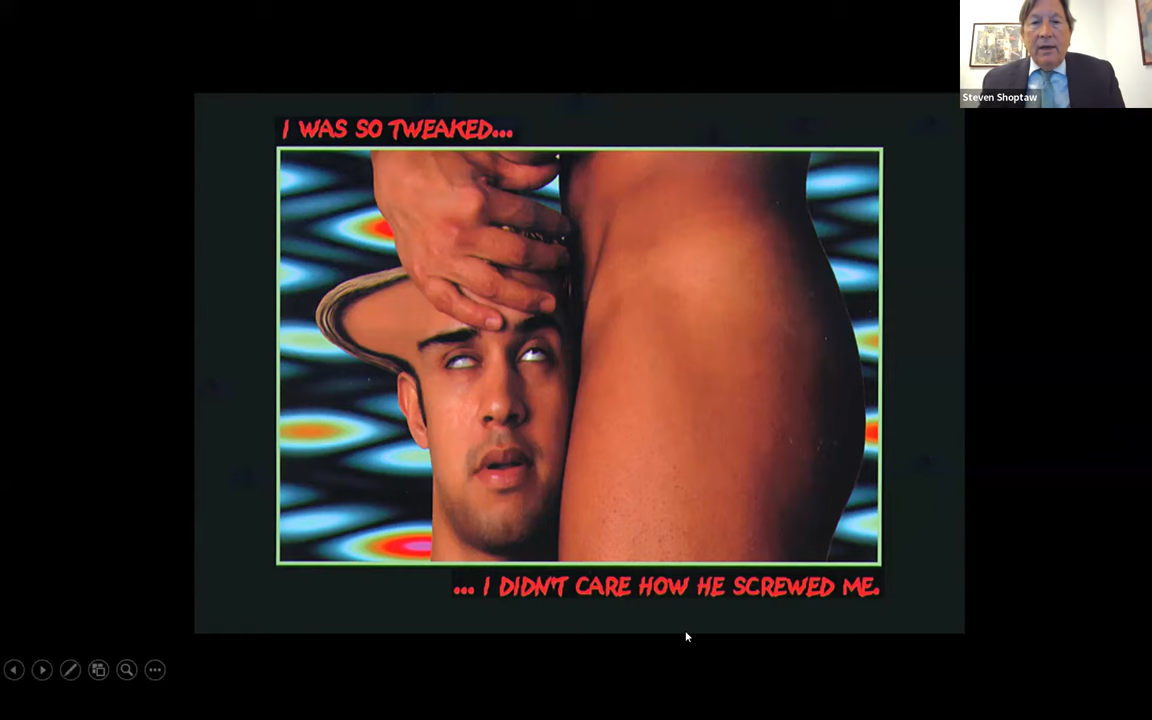 Steven Shoptaw
I WAS SO TWEAKED...
... I DIDN'T CARE HOW HE SCREWED ME.